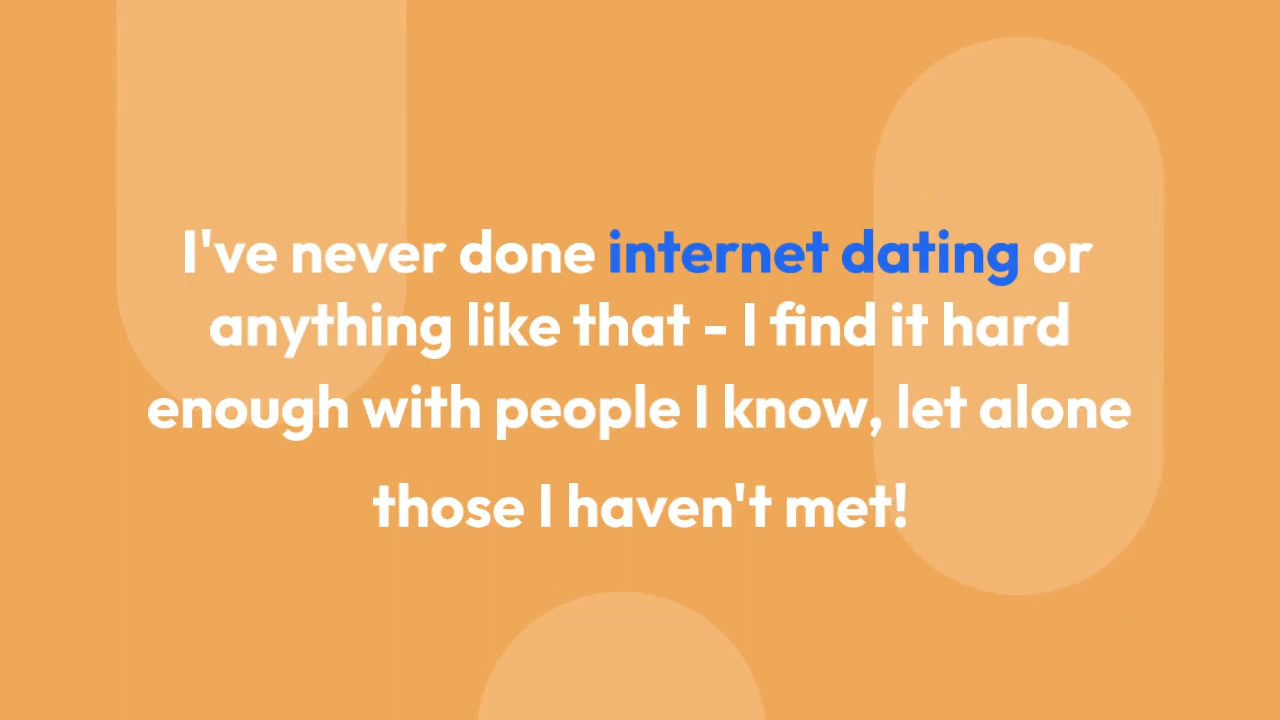 I've never done internet dating or
anything like that - I find it hard
enough with people I know, let alone
those I haven't met!